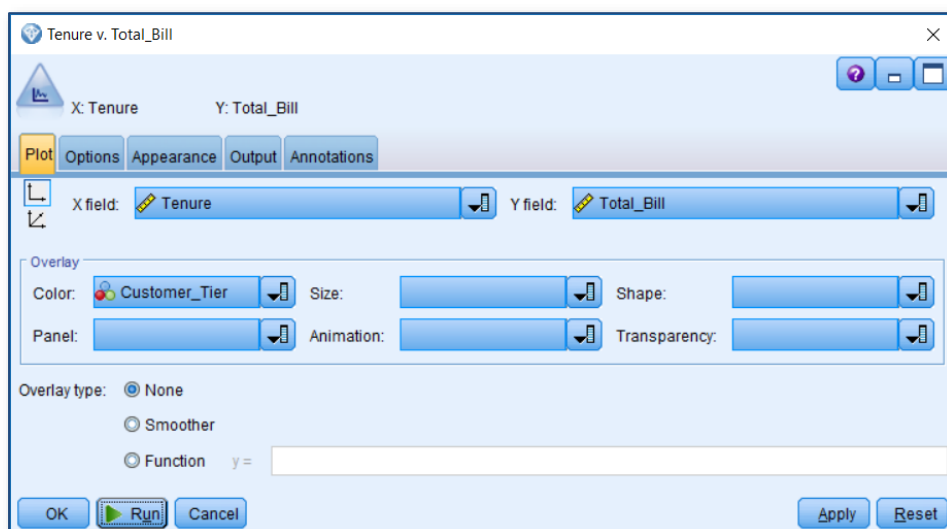 Tenure v. Total_Bill
X: Tenure Y: Total_Bill
Plot Options Appearance Output Annotations
X field: Tenure Y field: Total_Bill
Overlay
Color: Customer_Tier Size: Shape:
Panel: Animation: Transparency:
Overlay type: None
Smoother
Function y =
OK Run Cancel Apply Reset